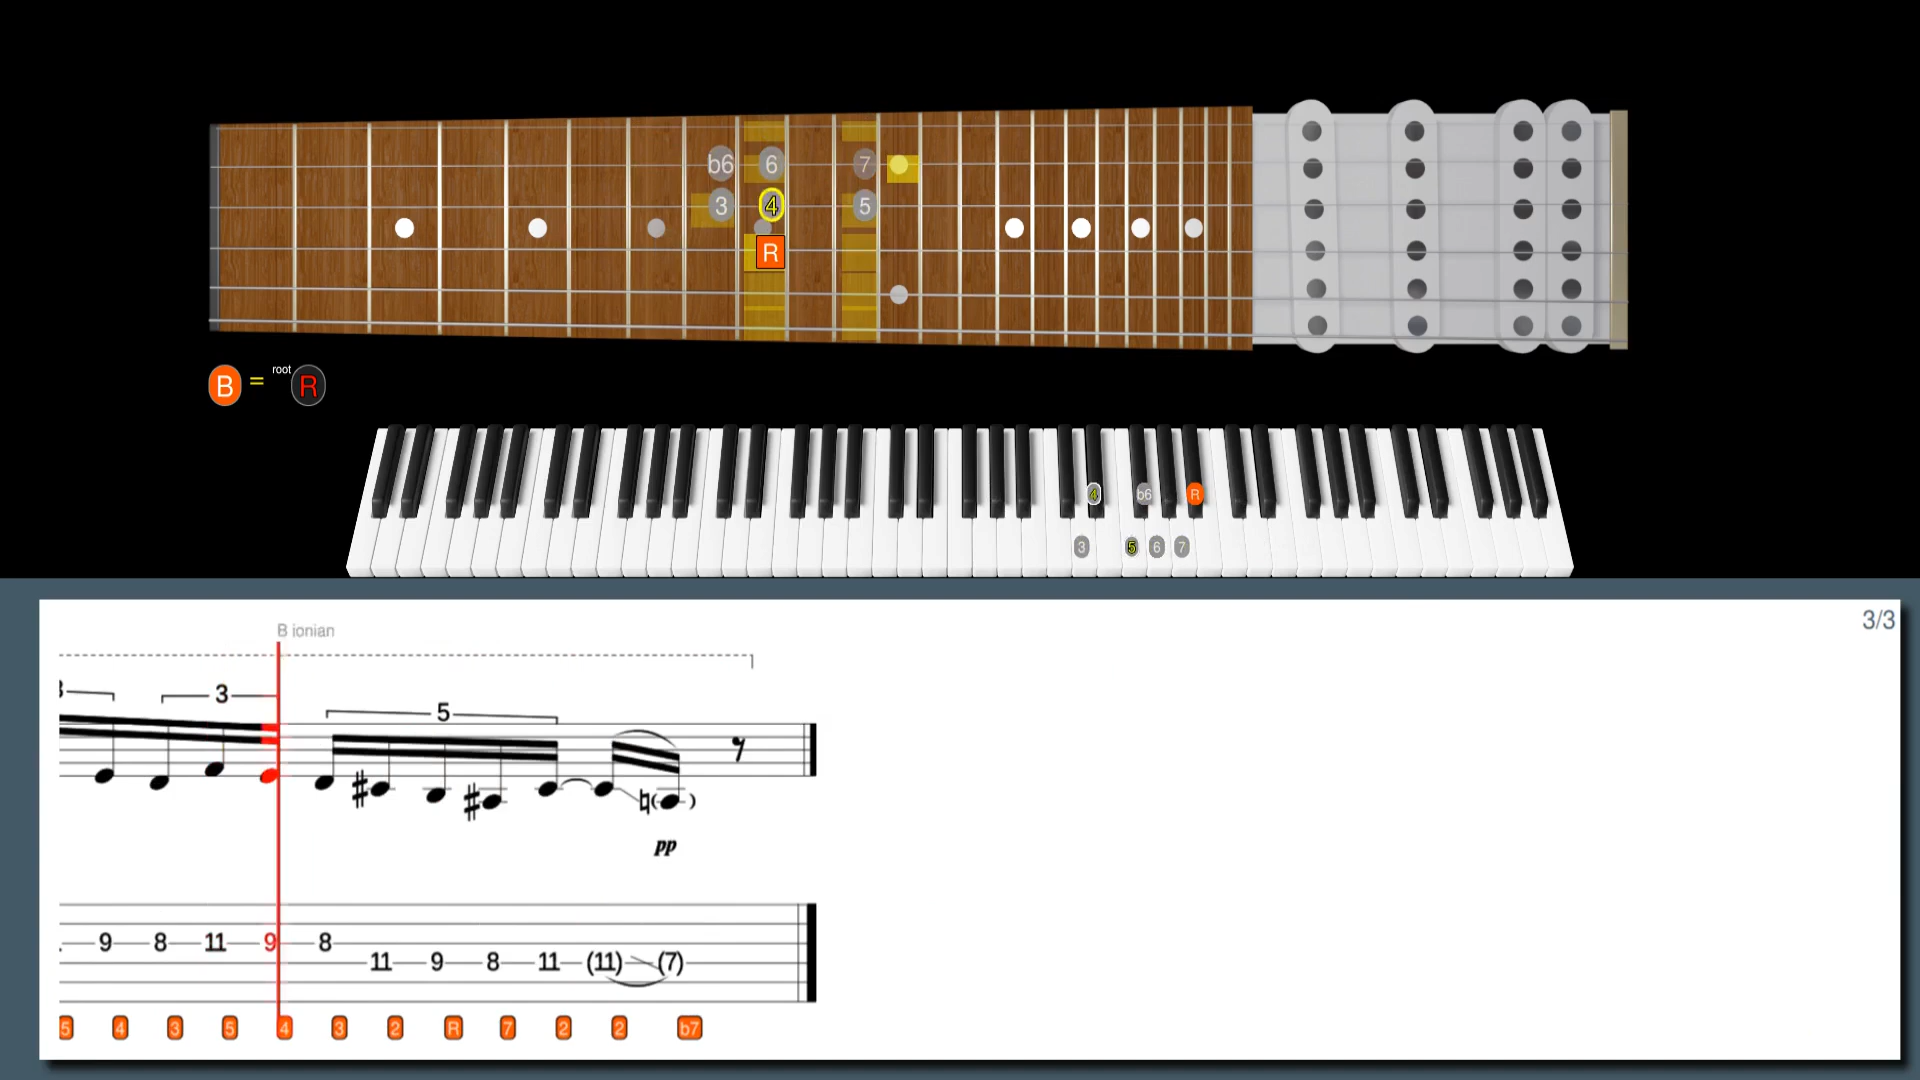 b6 6 7
3 4 5
R
B = root R
4 b6 R
3 5 6 7
3/3
B ionian
3
5
pp
9 8 11 9 8
11 9 8 11 (11) (7)
5 4 3 5 4 3 2 R 7 2 2 b7